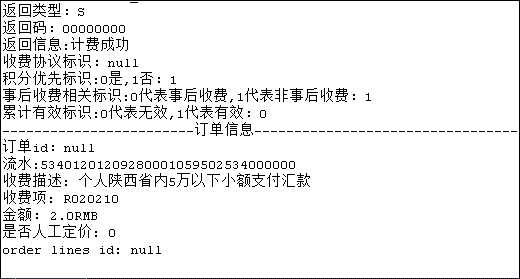 返回类型: S
返回码: 00000000
返回信息:计费成功
收费协议标识: null
积分优先标识:0是,1否: 1
事后收费相关标识:0代表事后收费,1代表非事后收费: 1
累计有效标识:0代表无效,1代表有效: 0
------------------------订单信息---------------------------------
订单id: null
流水:5340120120928000105950253400000​0
收费描述: 个人陕西省内5万以下小额支付汇款
收费项: R020210
金额: 2.0RMB
是否人工定价: 0
order lines id: null